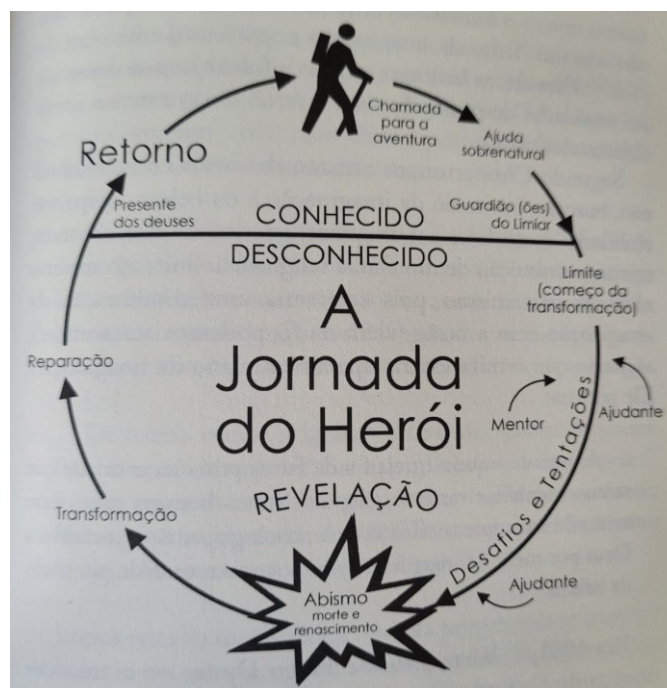 Chamada
para a
aventura
Ajuda
sobrenatural
Retorno
Presente
dos deuses
CONHECIDO
Guardião (ões)
do Limiar
DESCONHECIDO
Limite
(começo da
transformação)
A
Jornada
do Herói
Reparação
Mentor
Ajudante
Desafios e Tentações
REVELAÇÃO
Transformação
Ajudante
Abismo
morte e
renascimento